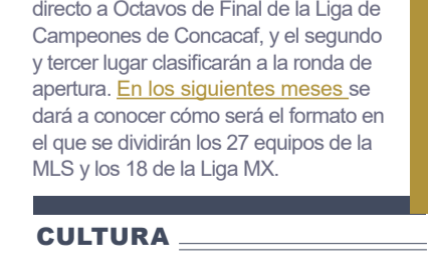 directo a Octavos de Final de la Liga de
Campeones de Concacaf, y el segundo
y tercer lugar clasificarán a la ronda de
apertura. En los siguientes meses se
dará a conocer cómo será el formato en
el que se dividirán los 27 equipos de la
MLS y los 18 de la Liga MX.
CULTURA